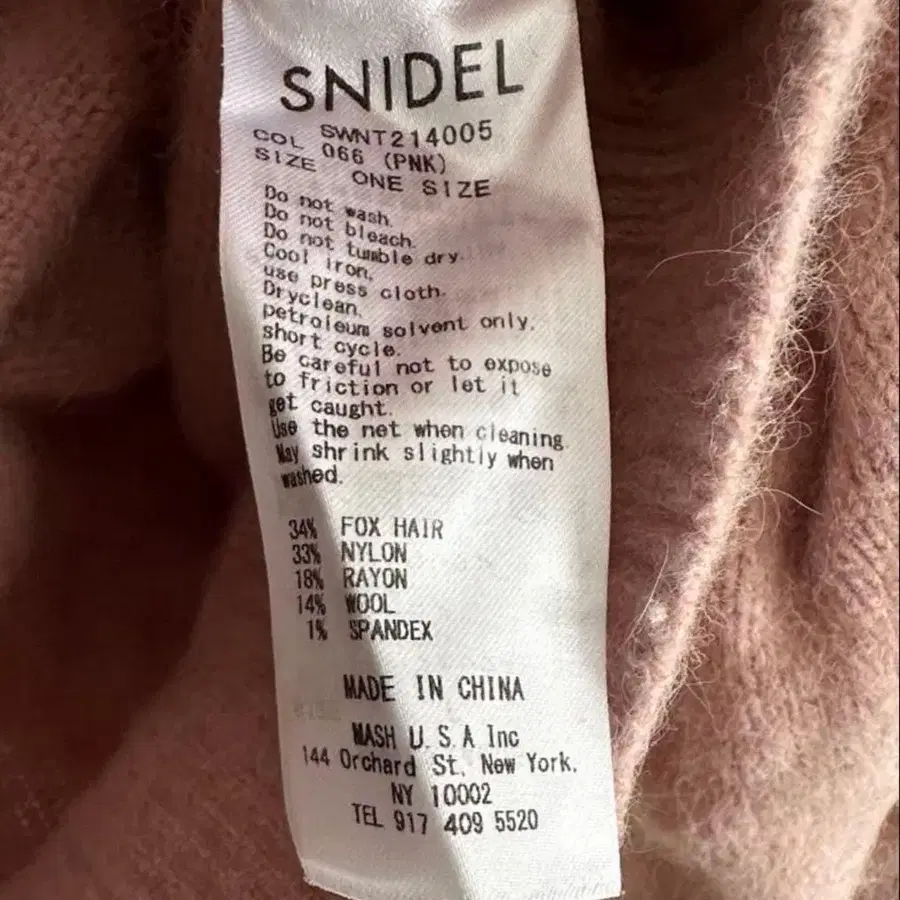 SNIDEL
SWNT214005
COL 066 (PNK)
SIZE ONE SIZE
Do not wash.
Do not bleach.
Do not tumble dry.
Cool iron,
use press cloth.
Dryclean,
petroleum solvent only,
short cycle.
Be careful not to expose
to friction or let it
get caught.
Use the net when cleaning
May shrink slightly when
washed.
34% FOX HAIR
33% NYLON
18% RAYON
14% WOOL
1% SPANDEX
MADE IN CHINA
MASH U.S.A Inc
144 Orchard St. New York.
NY 10002
TEL 917 409 5520